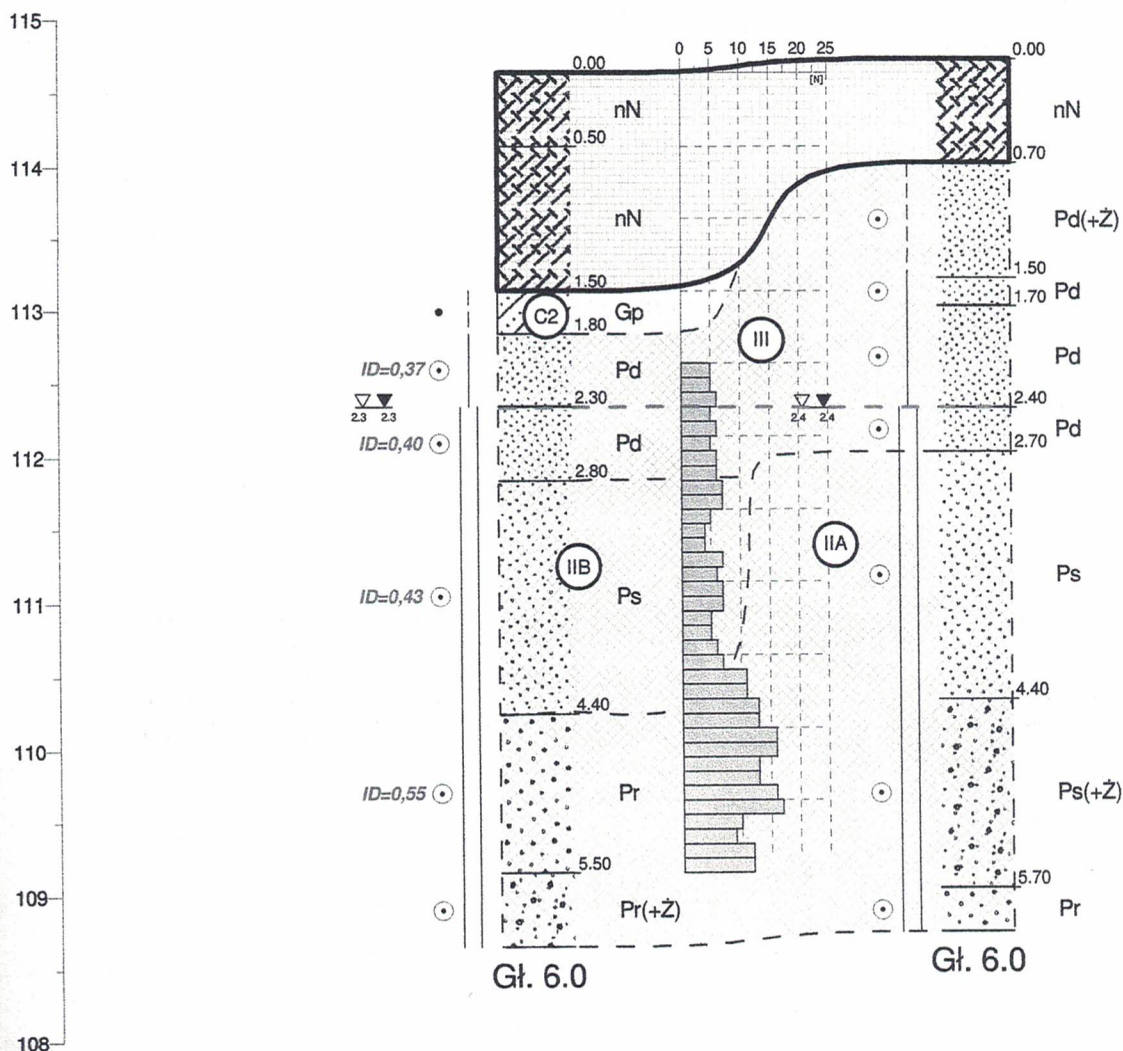 115
0 5 10 15 20 25
0.00
0.00
[N]
nN
nN
0.50
114
0.70
nN
Pd(+Ż)
1.50
1.50
Pd
1.70
113
C2
Gp
1.80
III
ID=0,37
Pd
Pd
2.30
2.40
2.3 2.3
2.4 2.4
Pd
ID=0,40
Pd
2.70
112
2.80
IIA
IIB
Ps
ID=0,43
Ps
111
4.40
4.40
110
ID=0,55
Pr
Ps(+Ż)
5.50
5.70
109
Pr(+Ż)
Pr
Gł. 6.0
Gł. 6.0
108